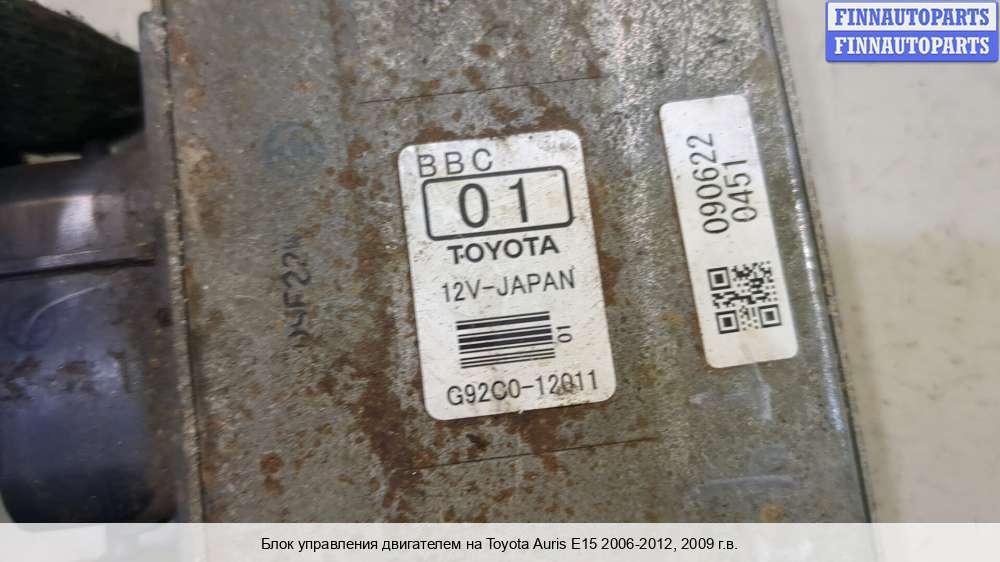 FINNAUTOPARTS
FINNAUTOPARTS
BBC
01
TOYOTA
12V-JAPAN
01
G92C0-12011
090622
0451
Блок управления двигателем на Toyota Auris E15 2006-2012, 2009 г.в.